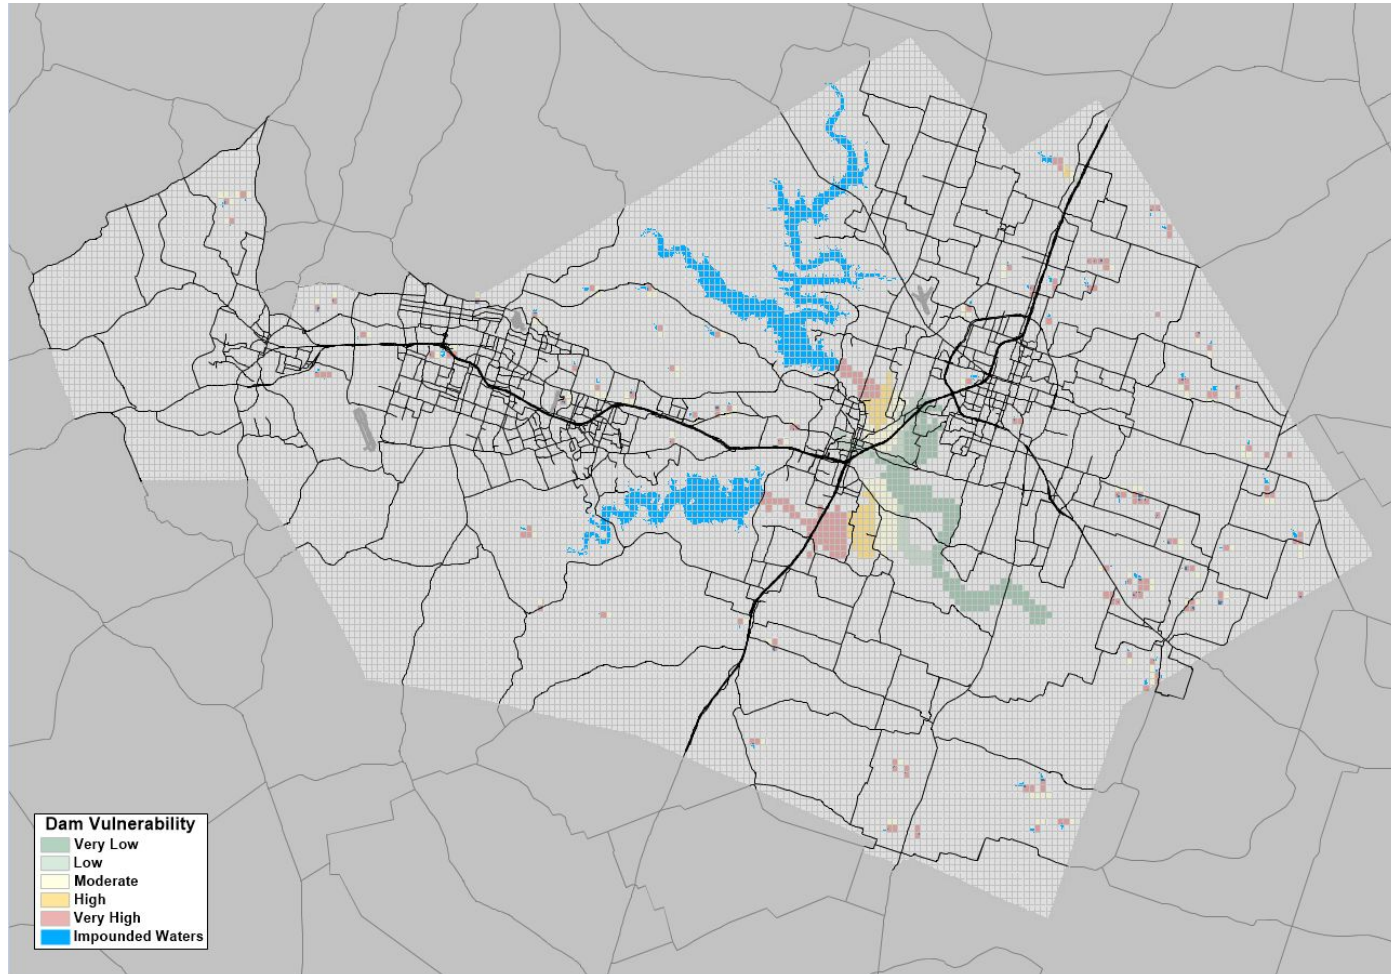 Dam Vulnerability
Very Low
Low
Moderate
High
Very High
Impounded Waters